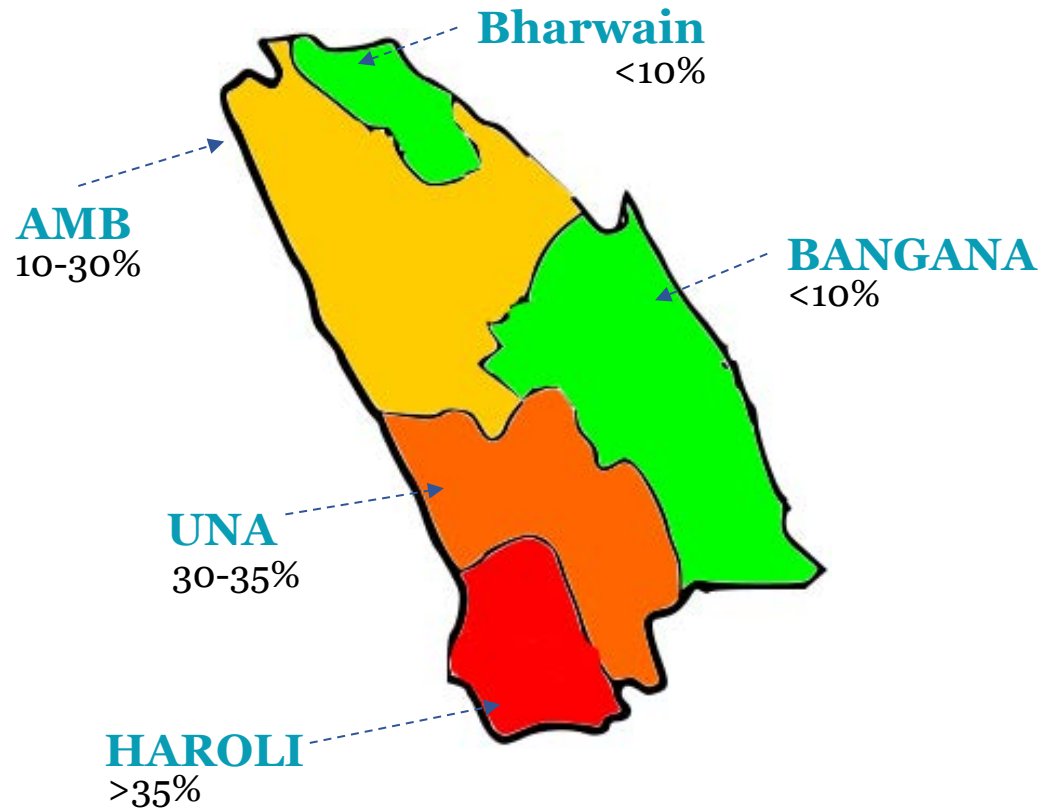 Bharwain
<10%
AMB
10-30%
BANGANA
<10%
UNA
30-35%
HAROLI
>35%